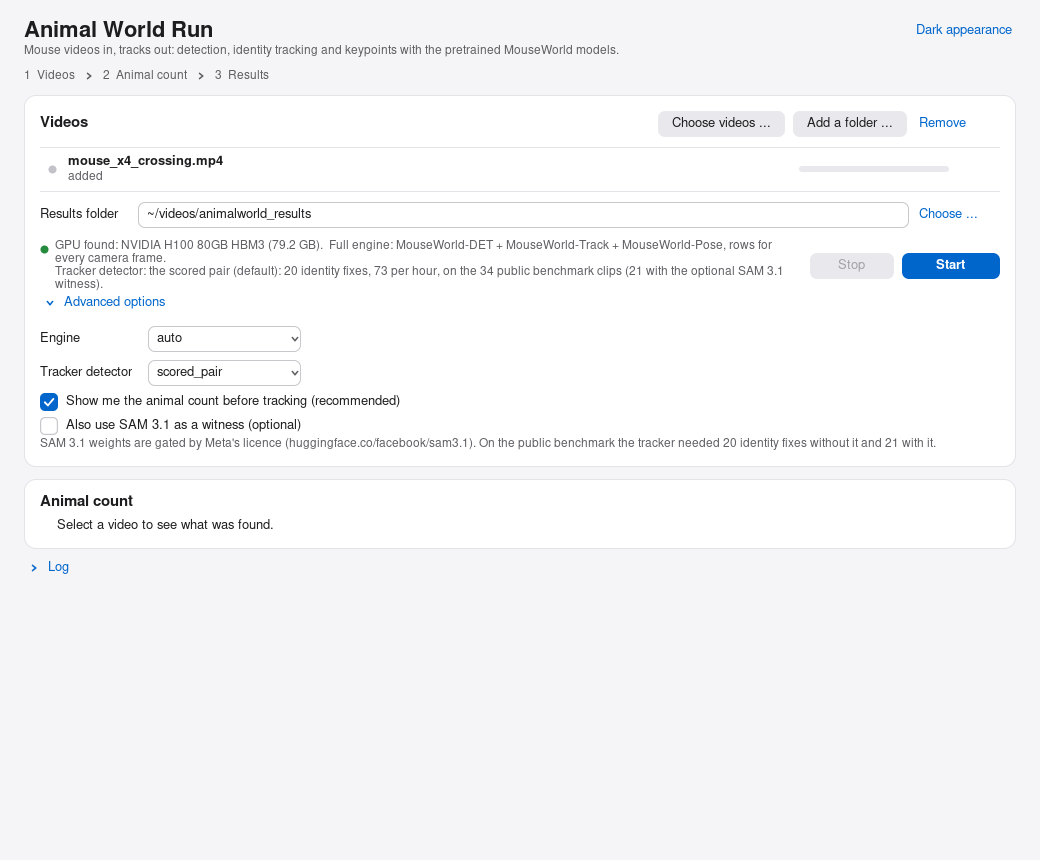 Animal World Run
Dark appearance
Mouse videos in, tracks out: detection, identity tracking and keypoints with the pretrained MouseWorld models.
1 Videos > 2 Animal count > 3 Results
Videos
Choose videos ...
Add a folder ...
Remove
mouse_x4_crossing.mp4
added
Results folder
~/videos/animalworld_results
Choose ...
GPU found: NVIDIA H100 80GB HBM3 (79.2 GB). Full engine: MouseWorld-DET + MouseWorld-Track + MouseWorld-Pose, rows for
every camera frame.
Tracker detector: the scored pair (default): 20 identity fixes, 73 per hour, on the 34 public benchmark clips (21 with the optional SAM 3.1
witness).
Stop
Start
Advanced options
Engine
auto
Tracker detector
scored_pair
Show me the animal count before tracking (recommended)
Also use SAM 3.1 as a witness (optional)
SAM 3.1 weights are gated by Meta's licence (huggingface.co/facebook/sam3.1). On the public benchmark the tracker needed 20 identity fixes without it and 21 with it.
Animal count
Select a video to see what was found.
> Log